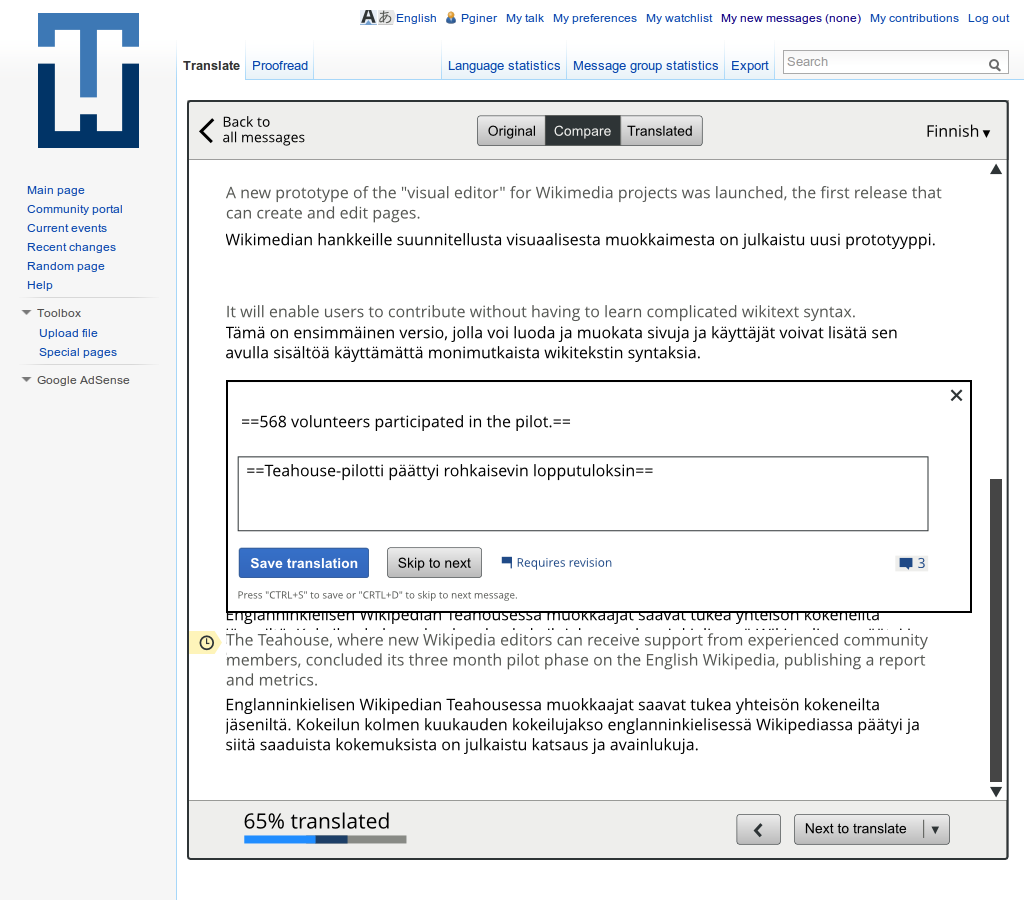 English Pginer My talk My preferences My watchlist My new messages (none) My contributions Log out
Translate Proofread Language statistics Message group statistics Export Search
Main page
Community portal
Current events
Recent changes
Random page
Help
Toolbox
Upload file
Special pages
Google AdSense
Back to
all messages
Original Compare Translated
Finnish
A new prototype of the "visual editor" for Wikimedia projects was launched, the first release that
can create and edit pages.
Wikimedian hankkeille suunnitellusta visuaalisesta muokkaimesta on julkaistu uusi prototyyppi.
It will enable users to contribute without having to learn complicated wikitext syntax.
Tämä on ensimmäinen versio, jolla voi luoda ja muokata sivuja ja käyttäjät voivat lisätä sen
avulla sisältöä käyttämättä monimutkaista wikitekstin syntaksia.
==568 volunteers participated in the pilot.==
==Teahouse-pilotti päättyi rohkaisevin lopputuloksin==
Save translation Skip to next Requires revision 3
Press "CTRL+S" to save or "CRTL+D" to skip to next message.
Englanninkielisen Wikipedian Teahousessa muokkaajat saavat tukea yhteisön kokeneilta
The Teahouse, where new Wikipedia editors can receive support from experienced community
members, concluded its three month pilot phase on the English Wikipedia, publishing a report
and metrics.
Englanninkielisen Wikipedian Teahousessa muokkaajat saavat tukea yhteisön kokeneilta
jäseniltä. Kokeilun kolmen kuukauden kokeilujakso englanninkielisessä Wikipediassa päätyi ja
siitä saaduista kokemuksista on julkaistu katsaus ja avainlukuja.
65% translated
Next to translate